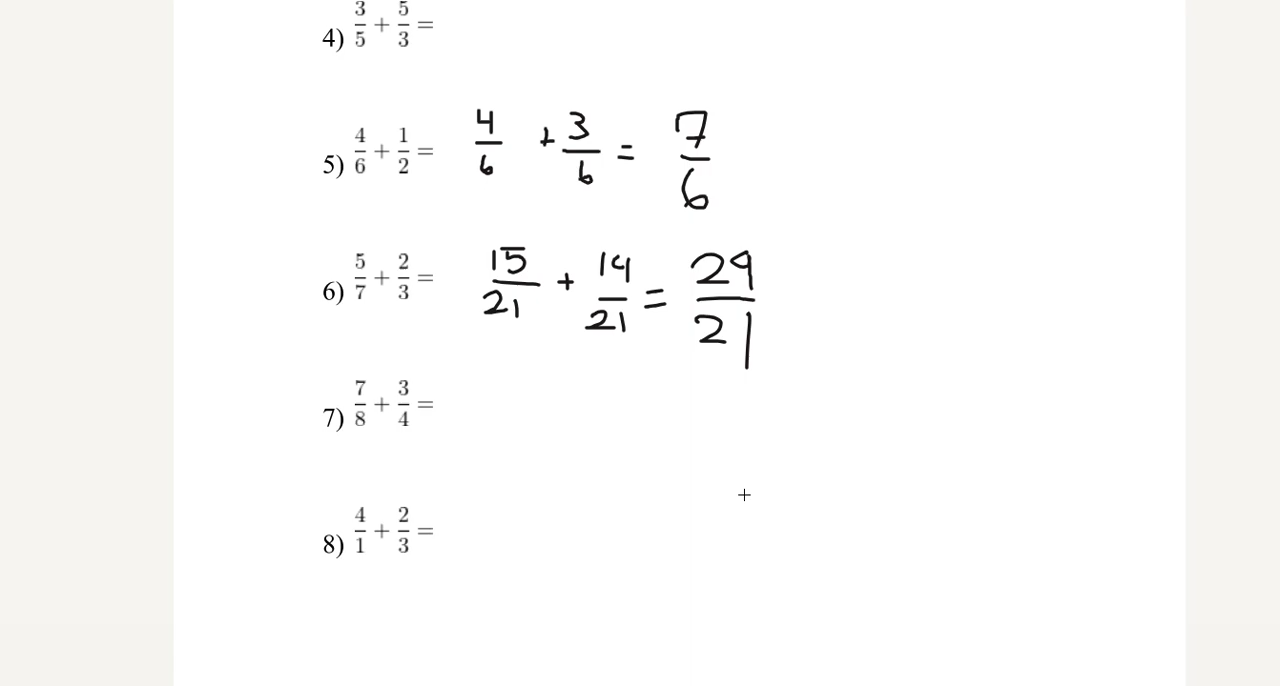 4) 3/5 + 5/3 =
5) 4/6 + 1/2 = 4/6 + 3/6 = 7/6
6) 5/7 + 2/3 = 15/21 + 14/21 = 29/21
7) 7/8 + 3/4 =
8) 4/1 + 2/3 =